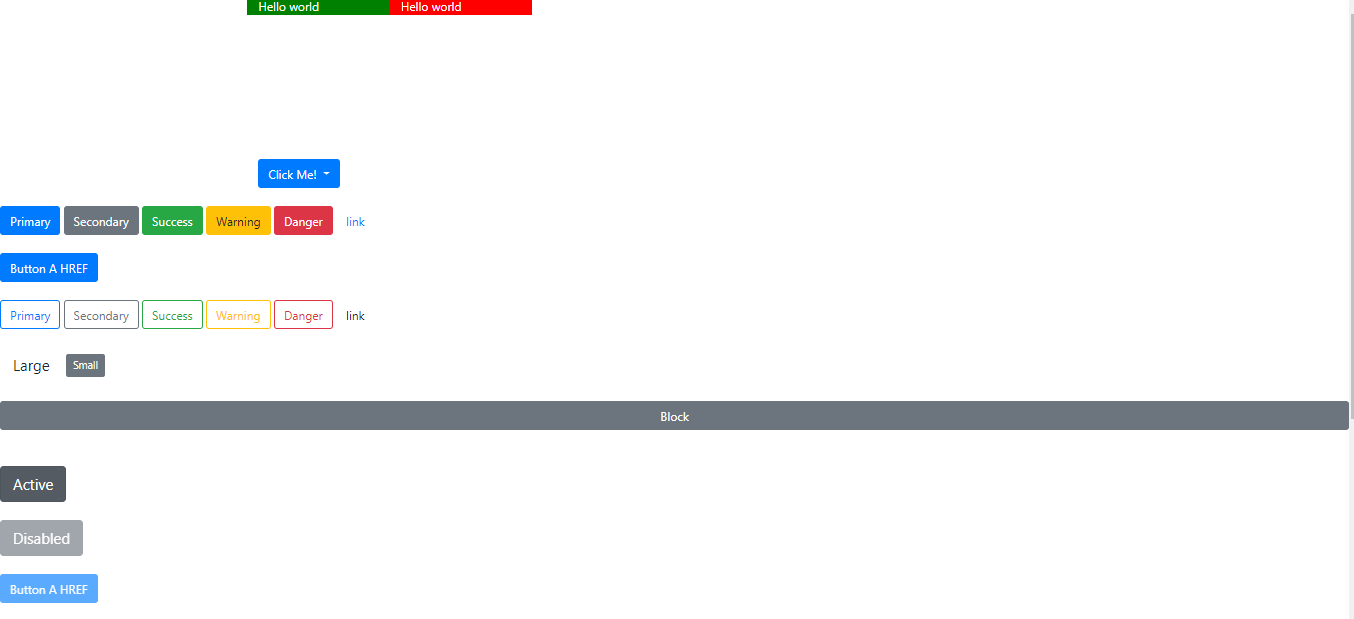 Hello world Hello world
Click Me!
Primary Secondary Success Warning Danger link
Button A HREF
Primary Secondary Success Warning Danger link
Large Small
Block
Active
Disabled
Button A HREF